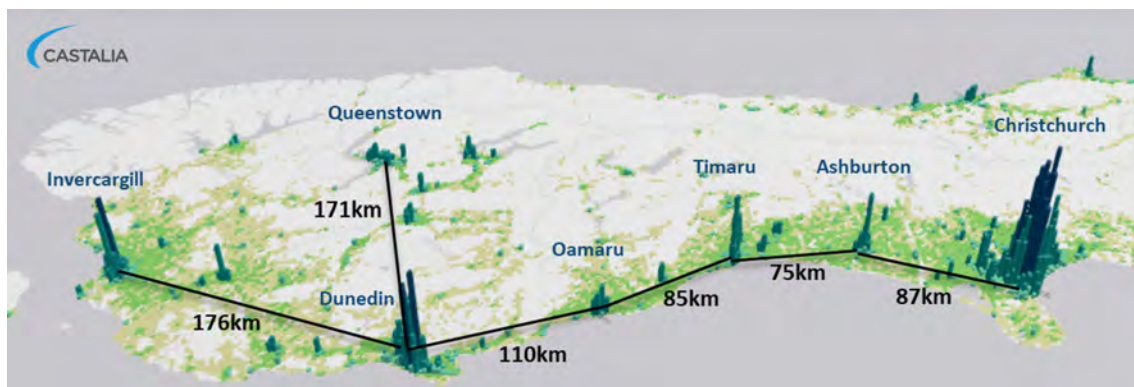 CASTALIA
Queenstown
Christchurch
Invercargill
Timaru
Ashburton
171km
Oamaru
Dunedin
75km
85km
87km
176km
110km